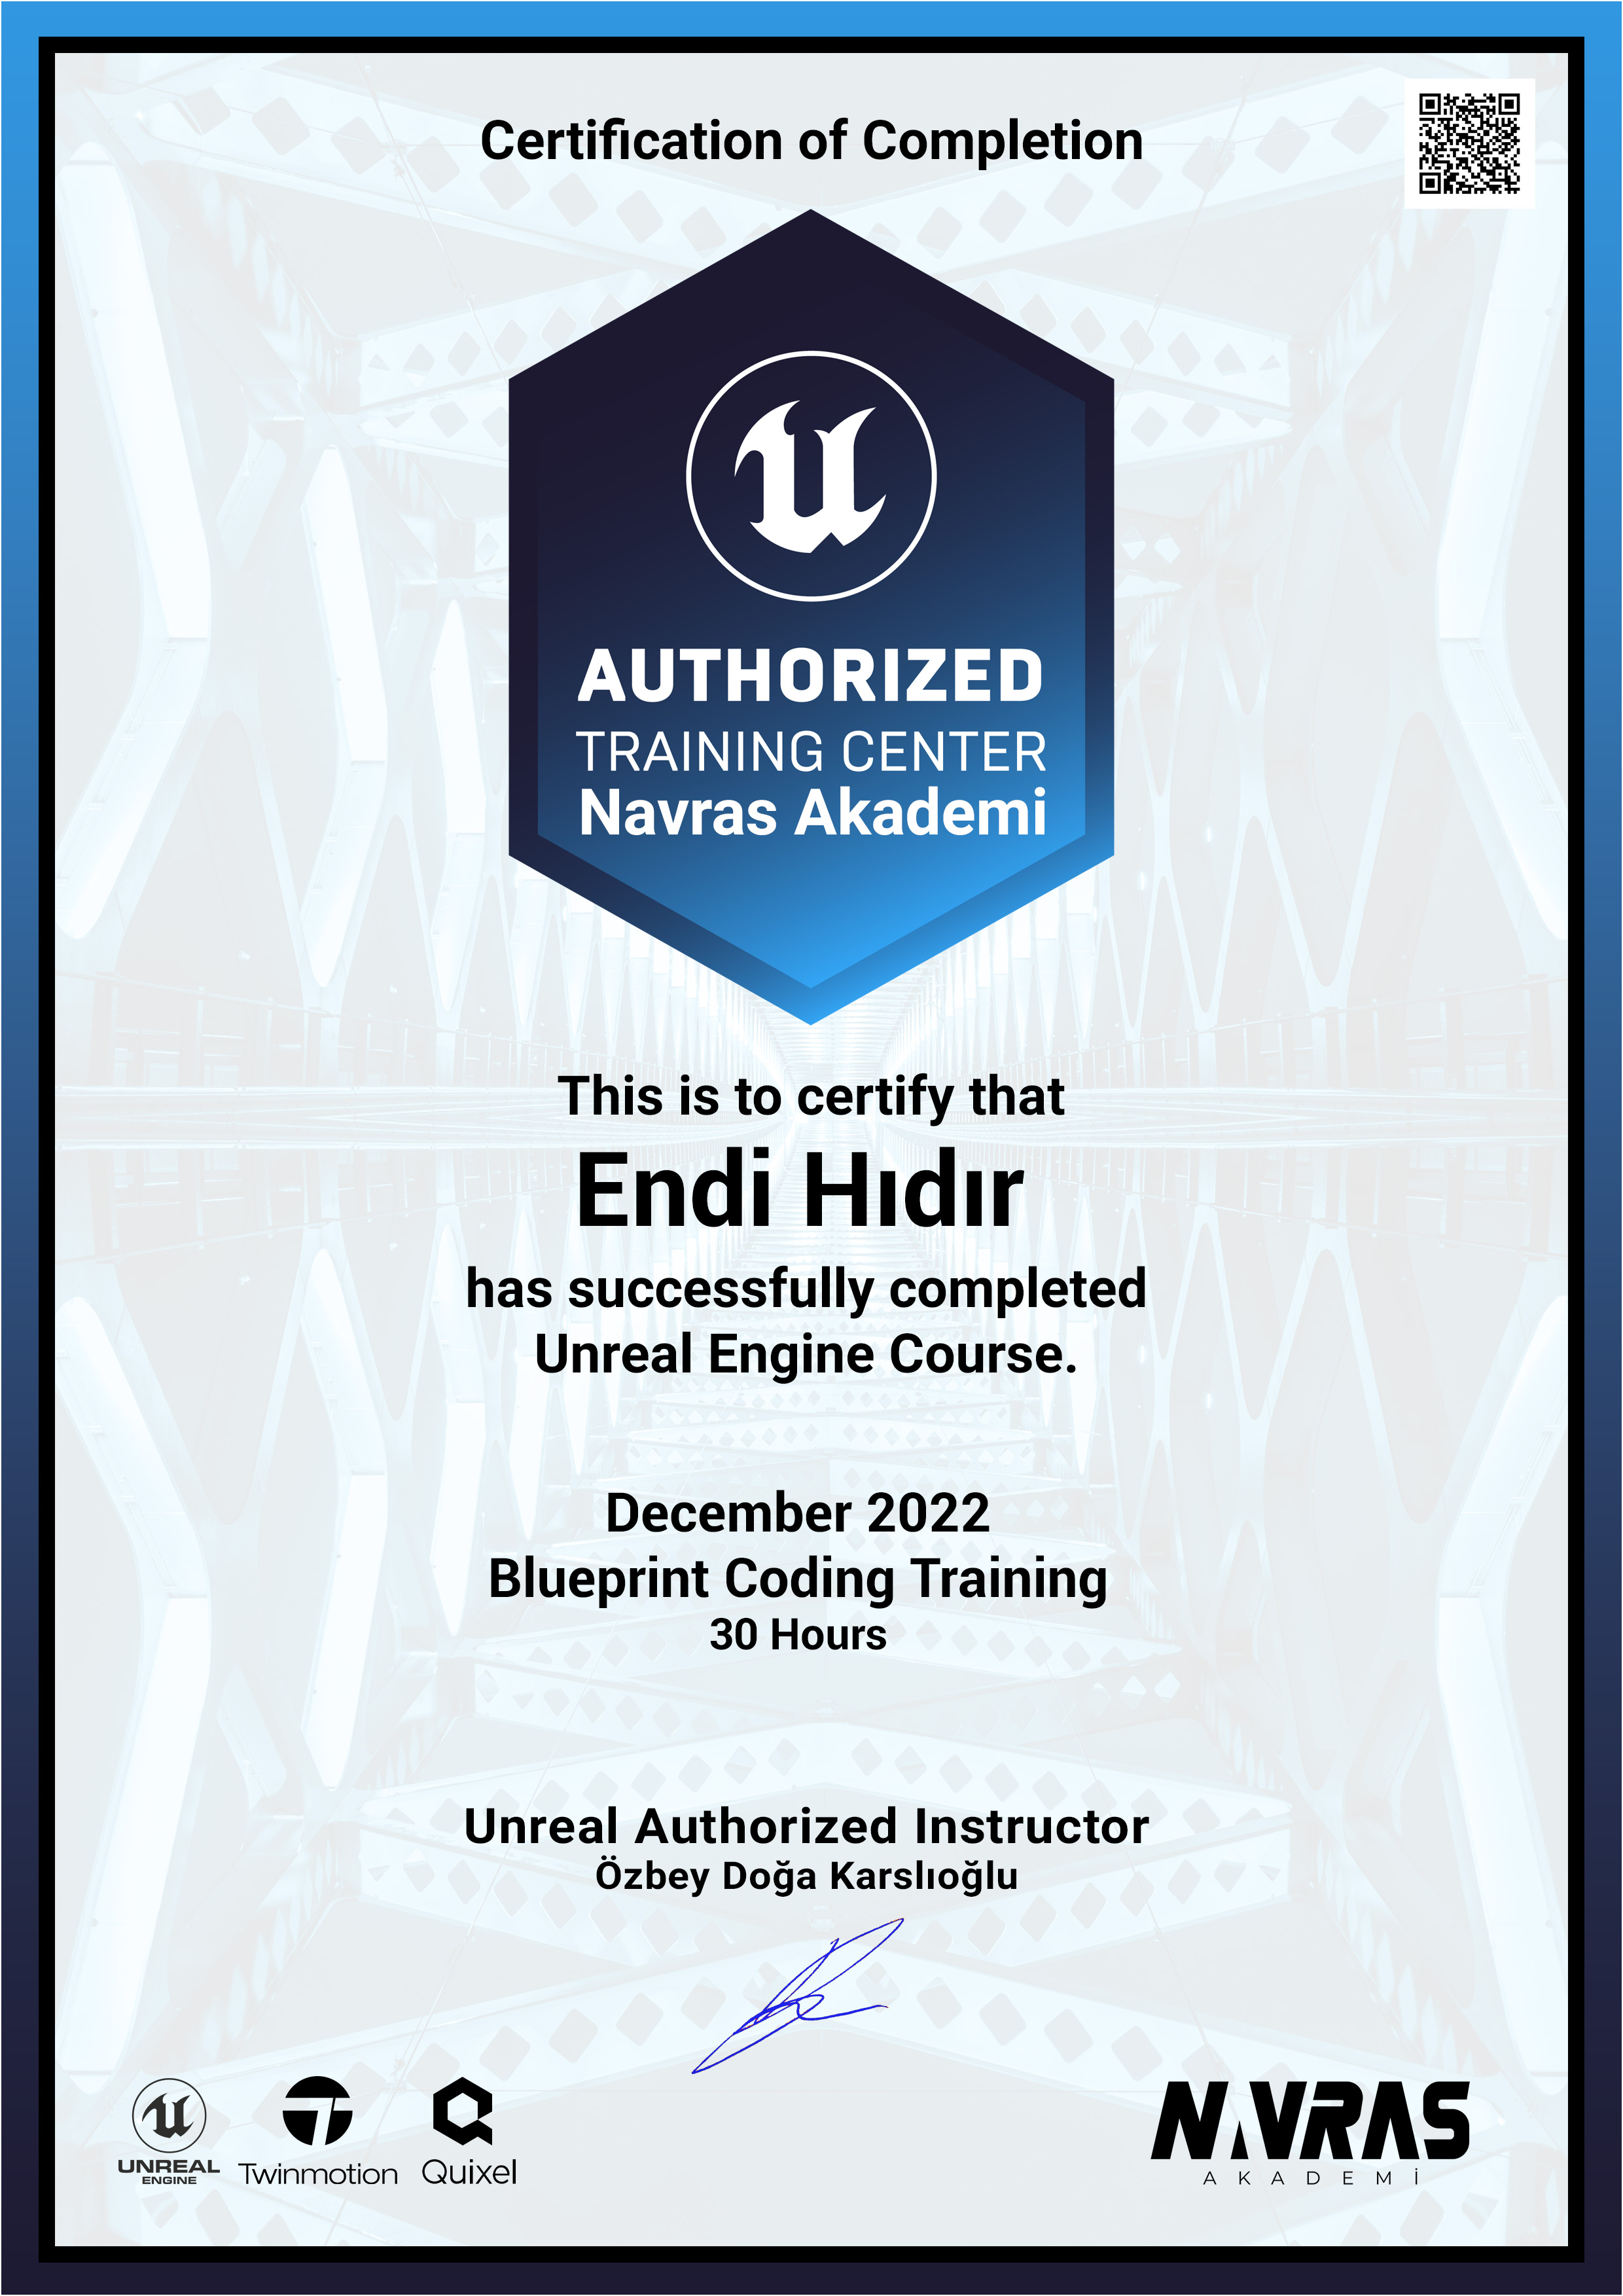 Certification of Completion
AUTHORIZED
TRAINING CENTER
Navras Akademi
This is to certify that
Endi Hıdır
has successfully completed
Unreal Engine Course.
December 2022
Blueprint Coding Training
30 Hours
Unreal Authorized Instructor
Özbey Doğa Karslıoğlu
UNREAL
ENGINE
Twinmotion
Quixel
NAVRAS
AKADEMİ